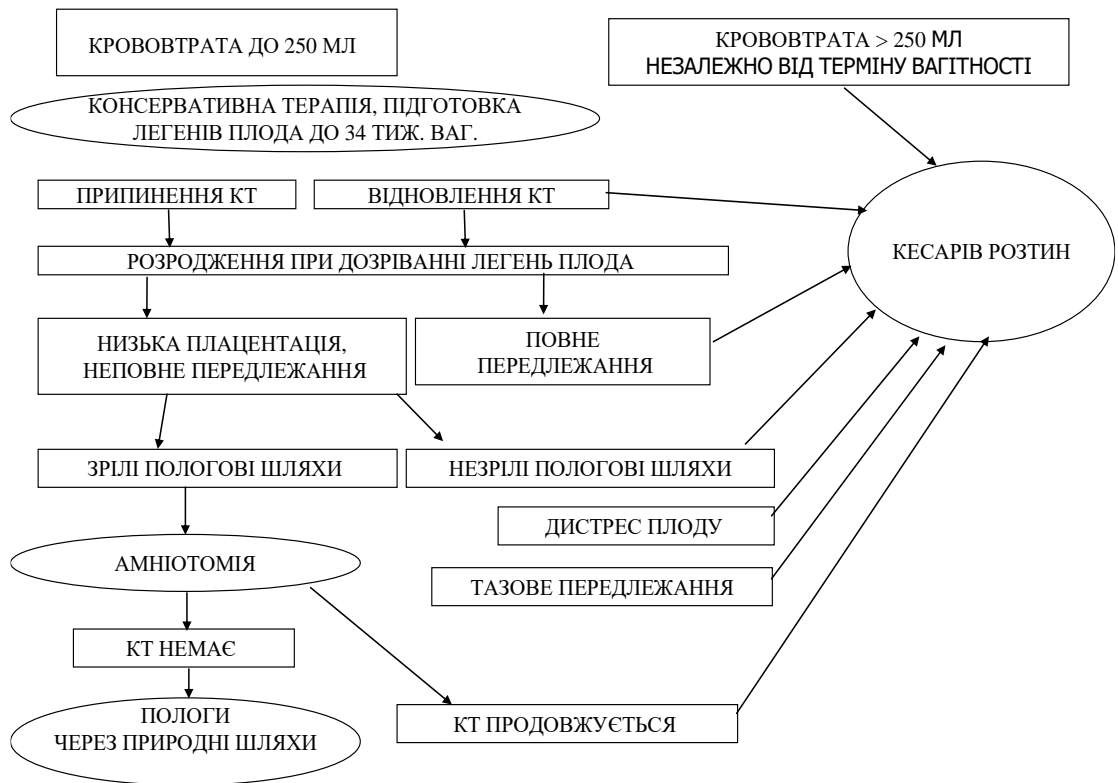 КРОВОВТРАТА ДО 250 МЛ
КРОВОВТРАТА > 250 МЛ
НЕЗАЛЕЖНО ВІД ТЕРМІНУ ВАГІТНОСТІ
КОНСЕРВАТИВНА ТЕРАПІЯ, ПІДГОТОВКА
ЛЕГЕНІВ ПЛОДА ДО 34 ТИЖ. ВАГ.
ПРИПИНЕННЯ КТ
ВІДНОВЛЕННЯ КТ
КЕСАРІВ РОЗТИН
РОЗРОДЖЕННЯ ПРИ ДОЗРІВАННІ ЛЕГЕНЬ ПЛОДА
НИЗЬКА ПЛАЦЕНТАЦІЯ,
НЕПОВНЕ ПЕРЕДЛЕЖАННЯ
ПОВНЕ
ПЕРЕДЛЕЖАННЯ
ЗРІЛІ ПОЛОГОВІ ШЛЯХИ
НЕЗРІЛІ ПОЛОГОВІ ШЛЯХИ
ДИСТРЕС ПЛОДУ
АМНІОТОМІЯ
ТАЗОВЕ ПЕРЕДЛЕЖАННЯ
КТ НЕМАЄ
ПОЛОГИ
ЧЕРЕЗ ПРИРОДНІ ШЛЯХИ
КТ ПРОДОВЖУЄТЬСЯ